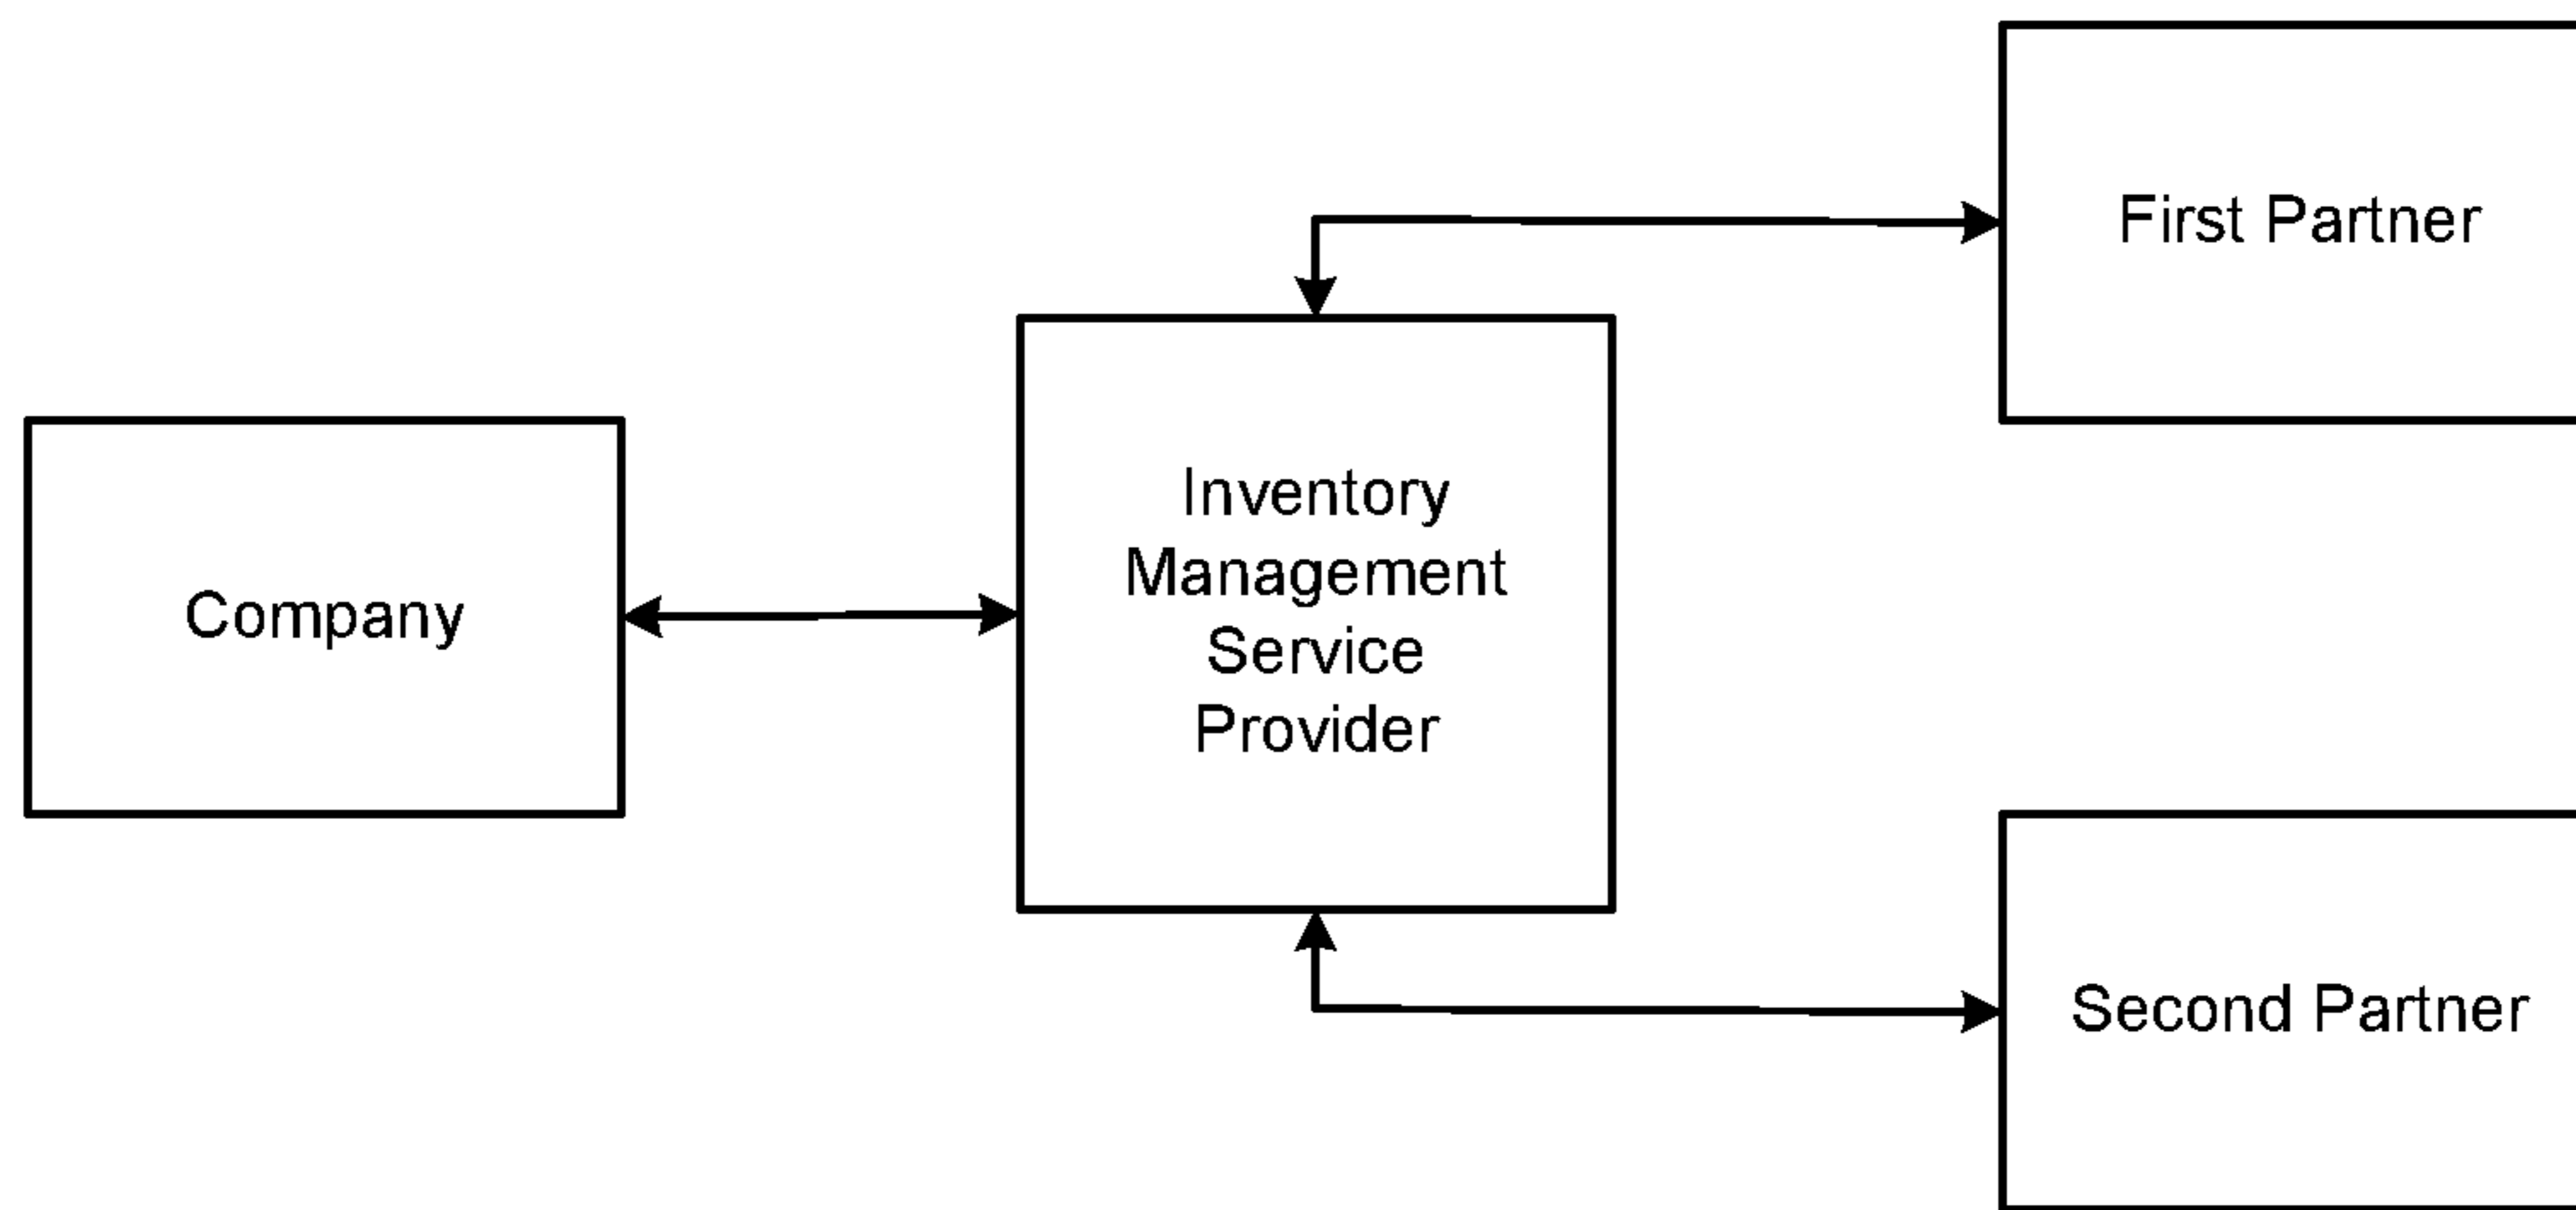 First Partner
Company
Inventory
Management
Service
Provider
Second Partner